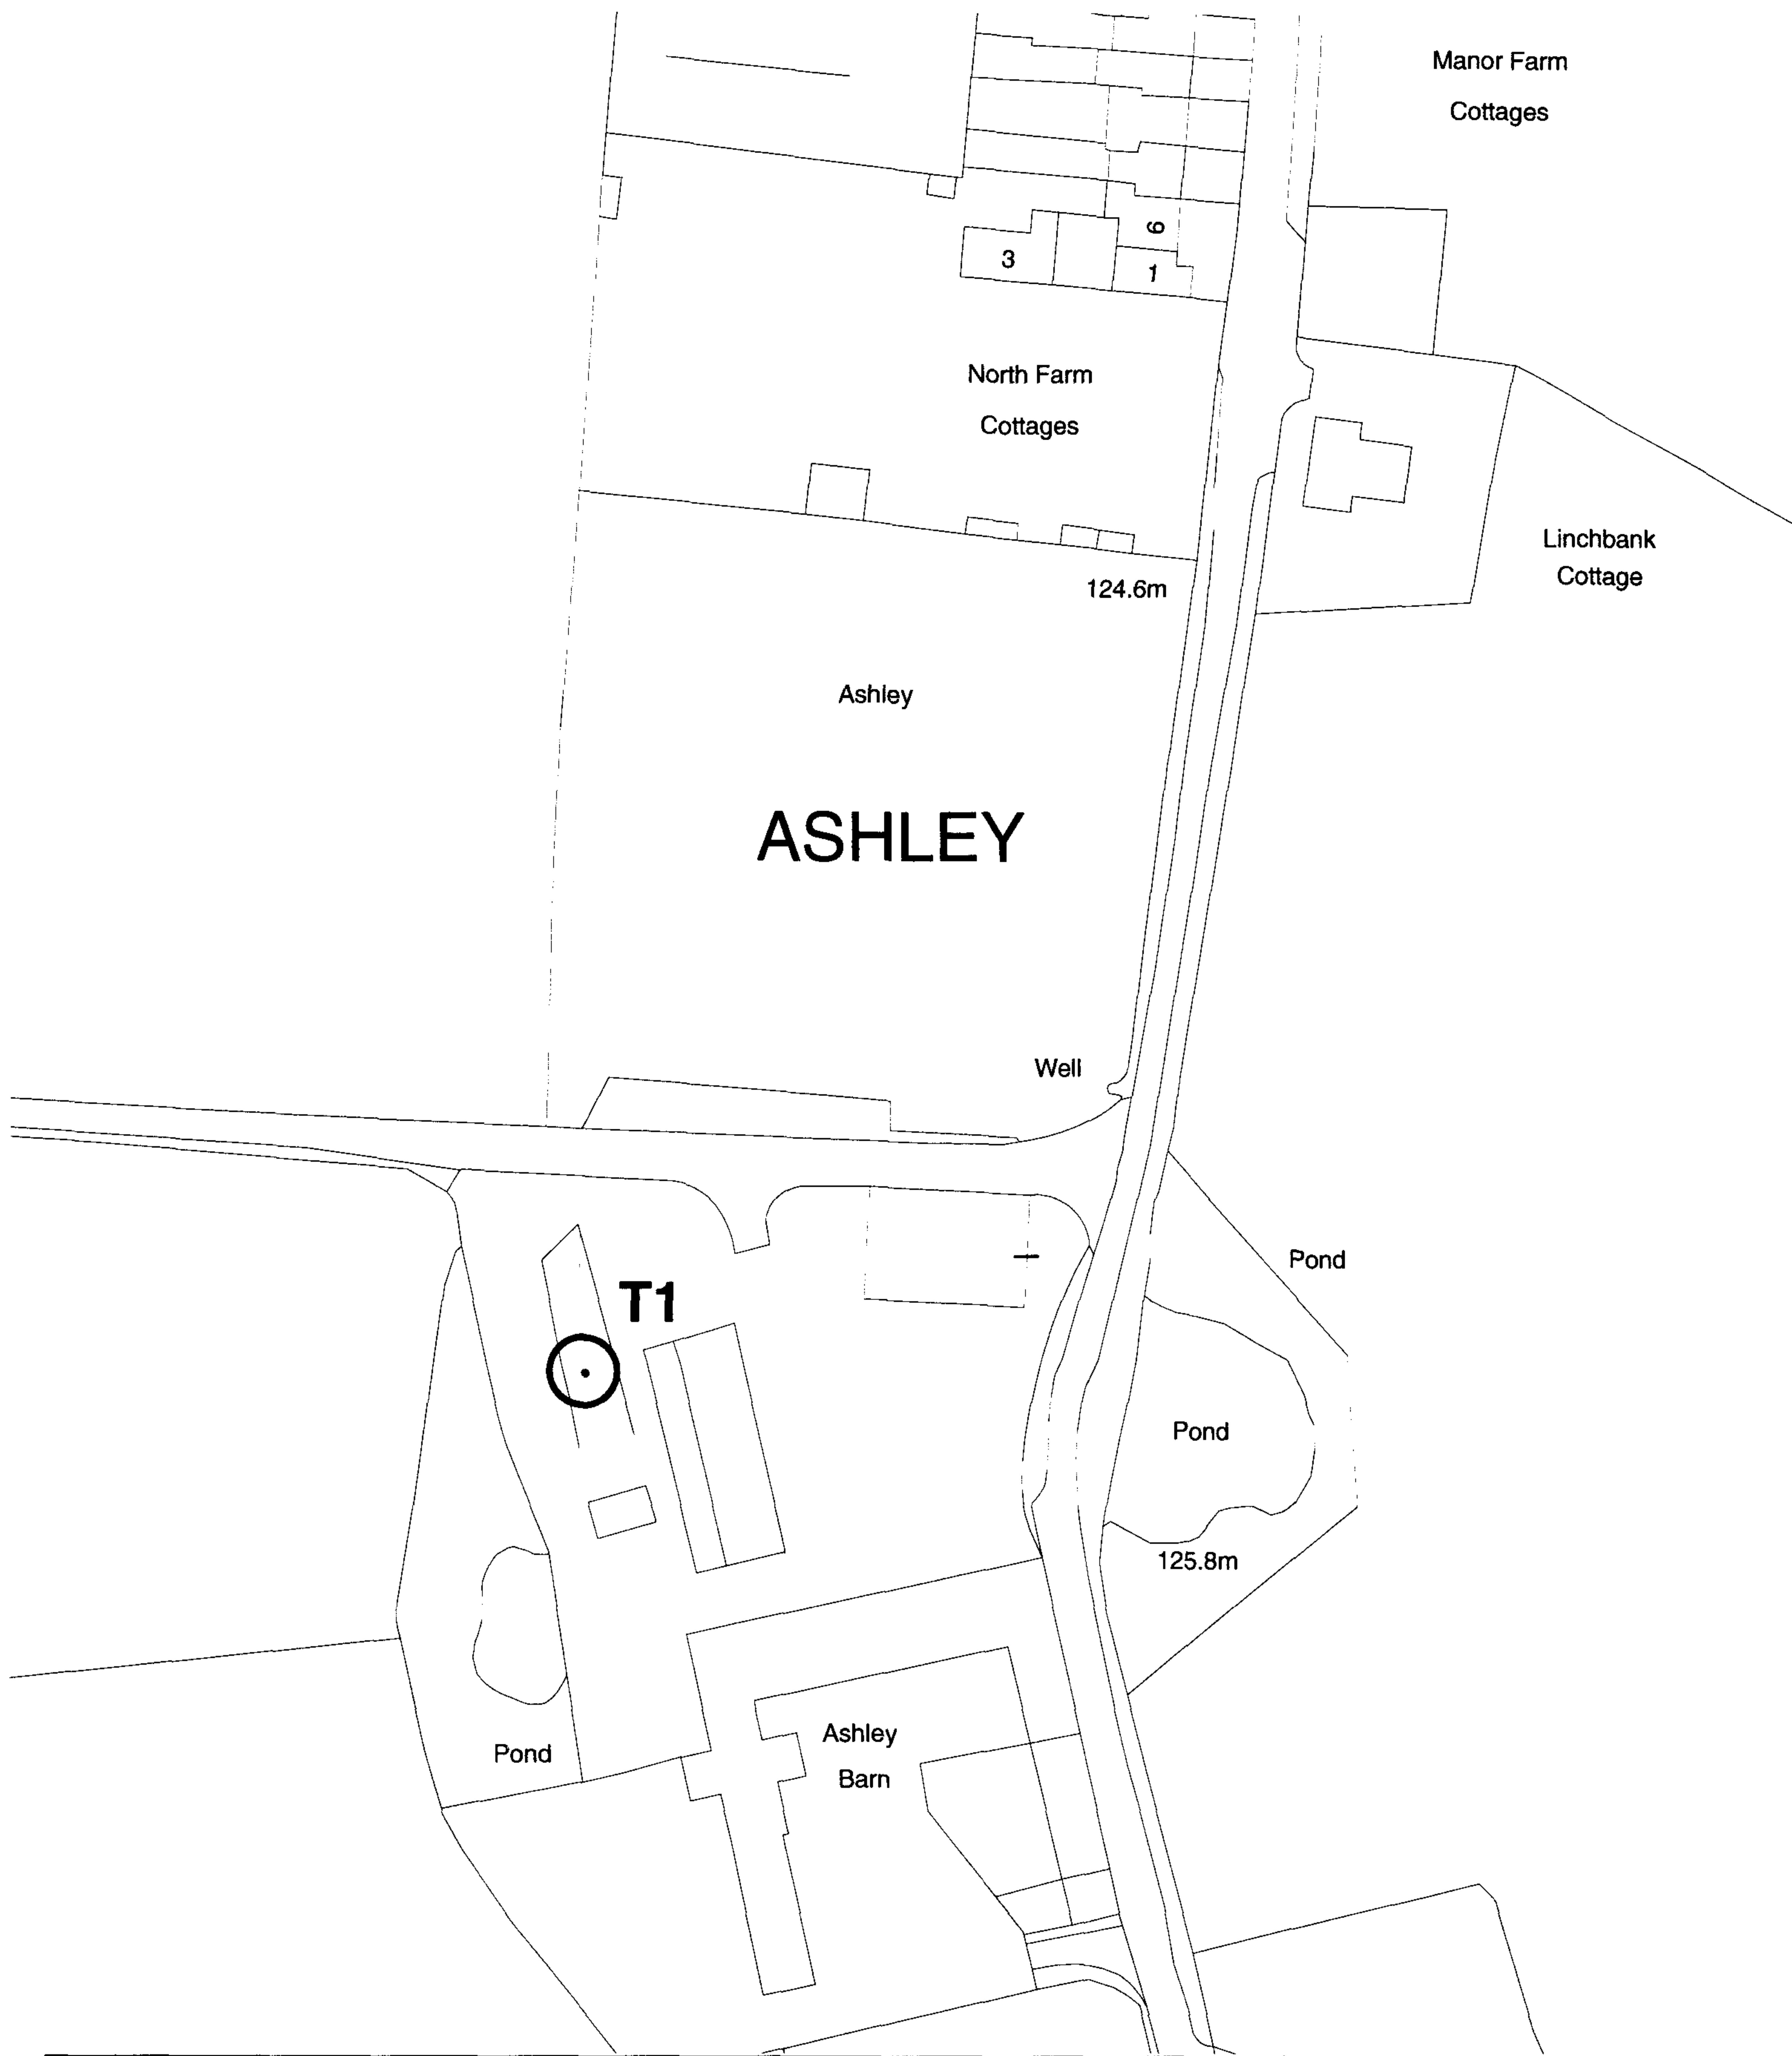 Manor Farm
Cottages
6
3
1
North Farm
Cottages
Linchbank
Cottage
124.6m
Ashley
ASHLEY
Well
Pond
T1
Pond
125.8m
Ashley
Barn
Pond